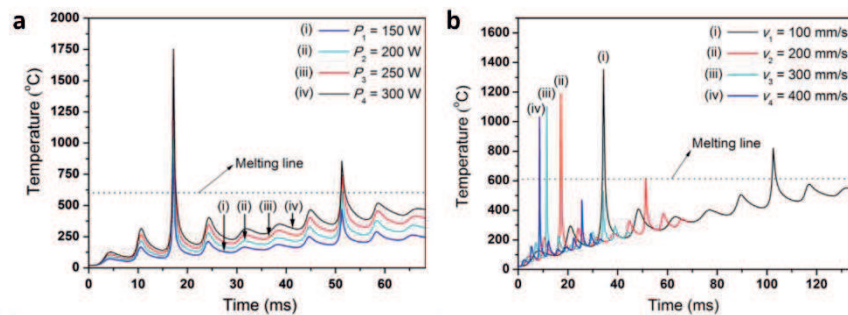 a
2000
1750
1500
1250
1000
750
500
250
0
Temperature (°C)
0 10 20 30 40 50 60
Time (ms)
(i) P₁ = 150 W
(ii) P₂ = 200 W
(iii) P₃ = 250 W
(iv) P₄ = 300 W
Melting line
(i) (ii) (iii) (iv)
b
1600
1400
1200
1000
800
600
400
200
0
Temperature (°C)
0 20 40 60 80 100 120
Time (ms)
(i) v₁ = 100 mm/s
(ii) v₂ = 200 mm/s
(iii) v₃ = 300 mm/s
(iv) v₄ = 400 mm/s
(i)
(ii)
(iii)
(iv)
Melting line